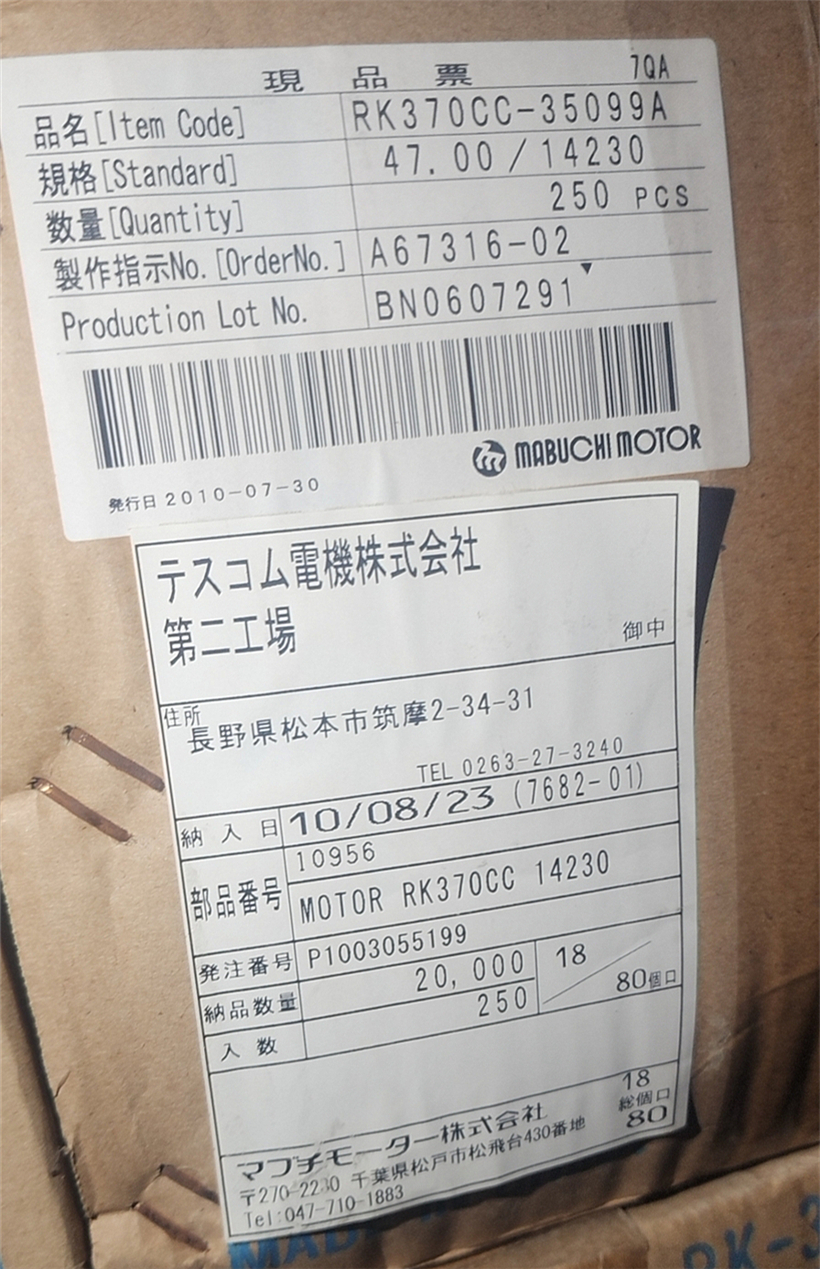 現品票 7QA
品名[Item Code] RK370CC-35099A
規格[Standard] 47.00/14230
数量[Quantity] 250 PCS
製作指示No.[OrderNo.] A67316-02
Production Lot No. BN0607291
MABUCHI MOTOR
発行日 2010-07-30
テスコム電機株式会社
第二工場 御中
住所
長野県松本市筑摩2-34-31
TEL 0263-27-3240
納入日 10/08/23 (7682-01)
部品番号 10956
MOTOR RK370CC 14230
発注番号 P1003055199
納品数量 20,000 18/80個口
入数 250
18
総個口
80
マブチモーター株式会社
〒270-2280 千葉県松戸市松飛台430番地
Tel:047-710-1883
RK-3